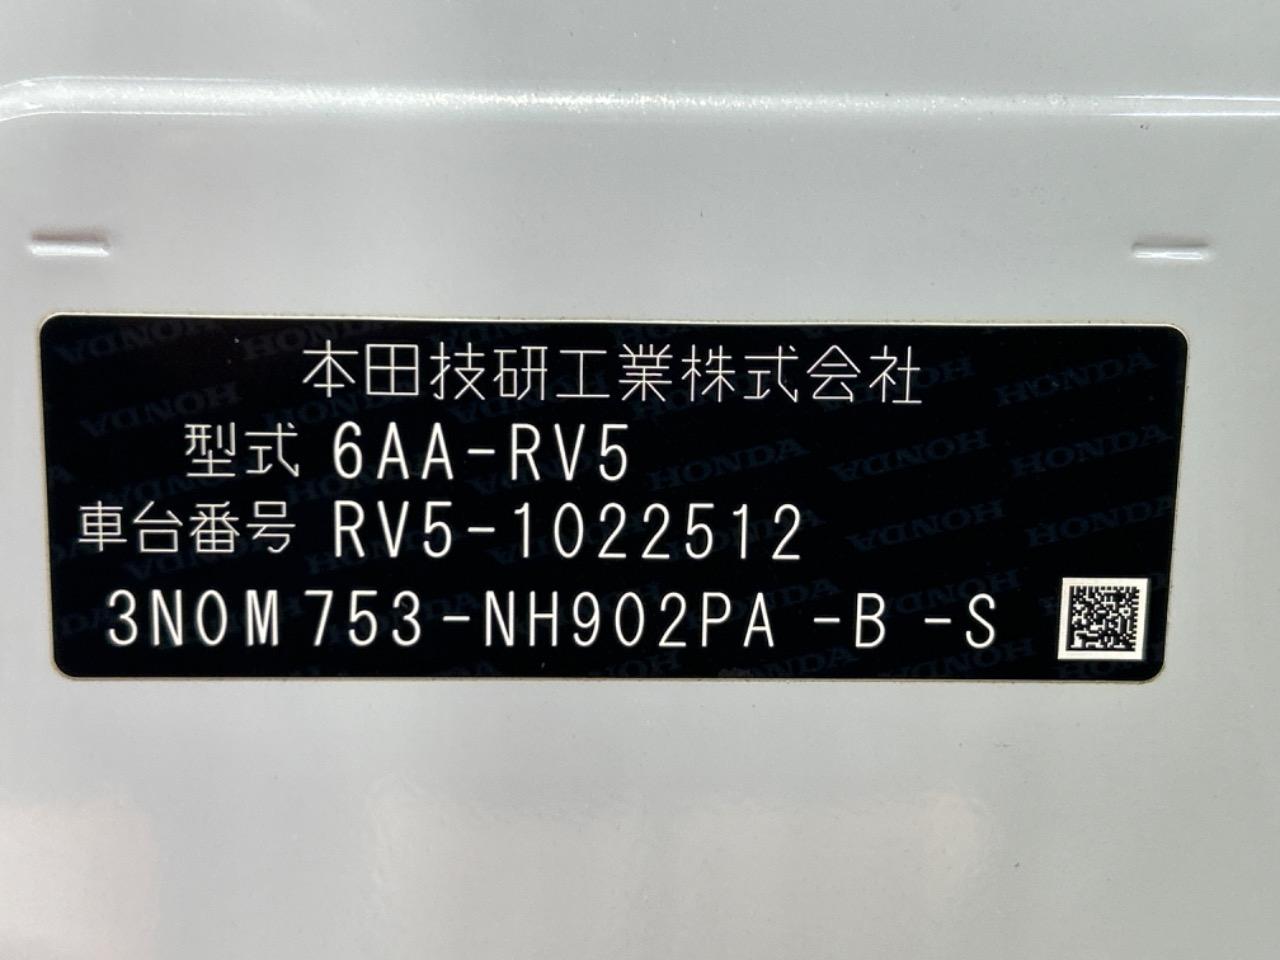 本田技研工業株式会社
型式 6AA-RV5
車台番号 RV5-1022512
3N0M753-NH902PA -B -S